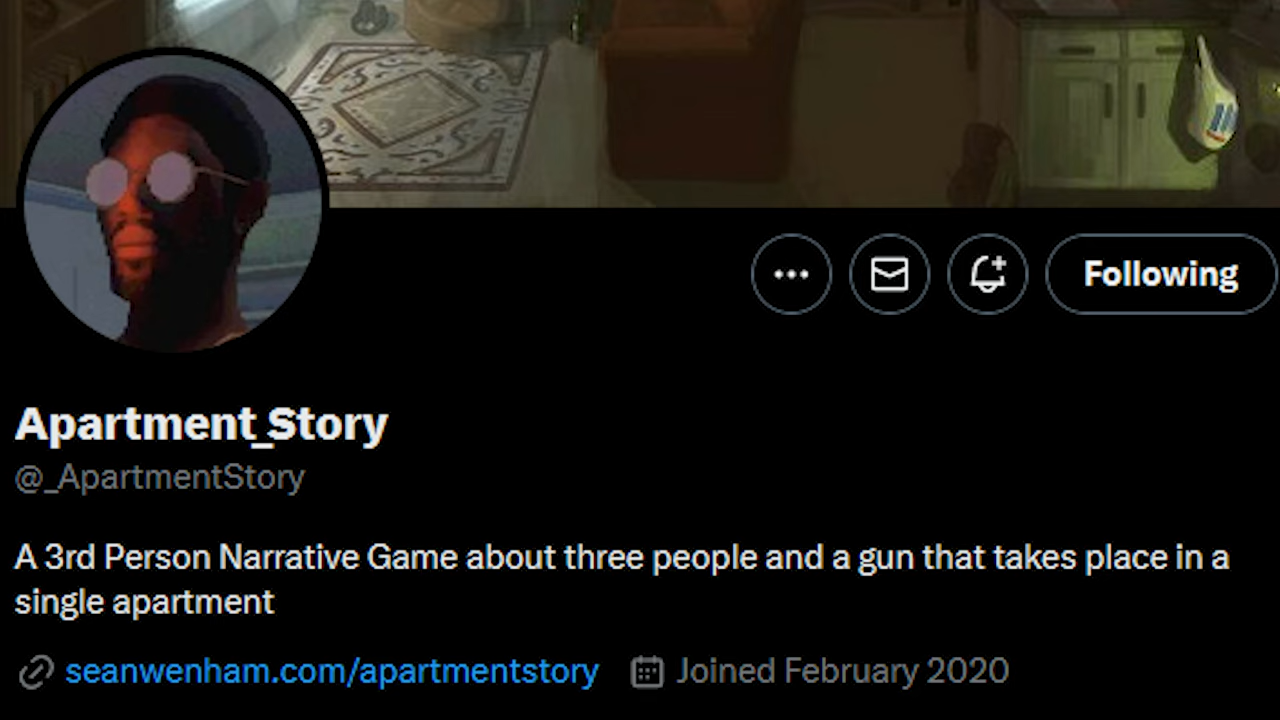 Following
Apartment_Story
@_ApartmentStory
A 3rd Person Narrative Game about three people and a gun that takes place in a
single apartment
seanwenham.com/apartmentstory Joined February 2020